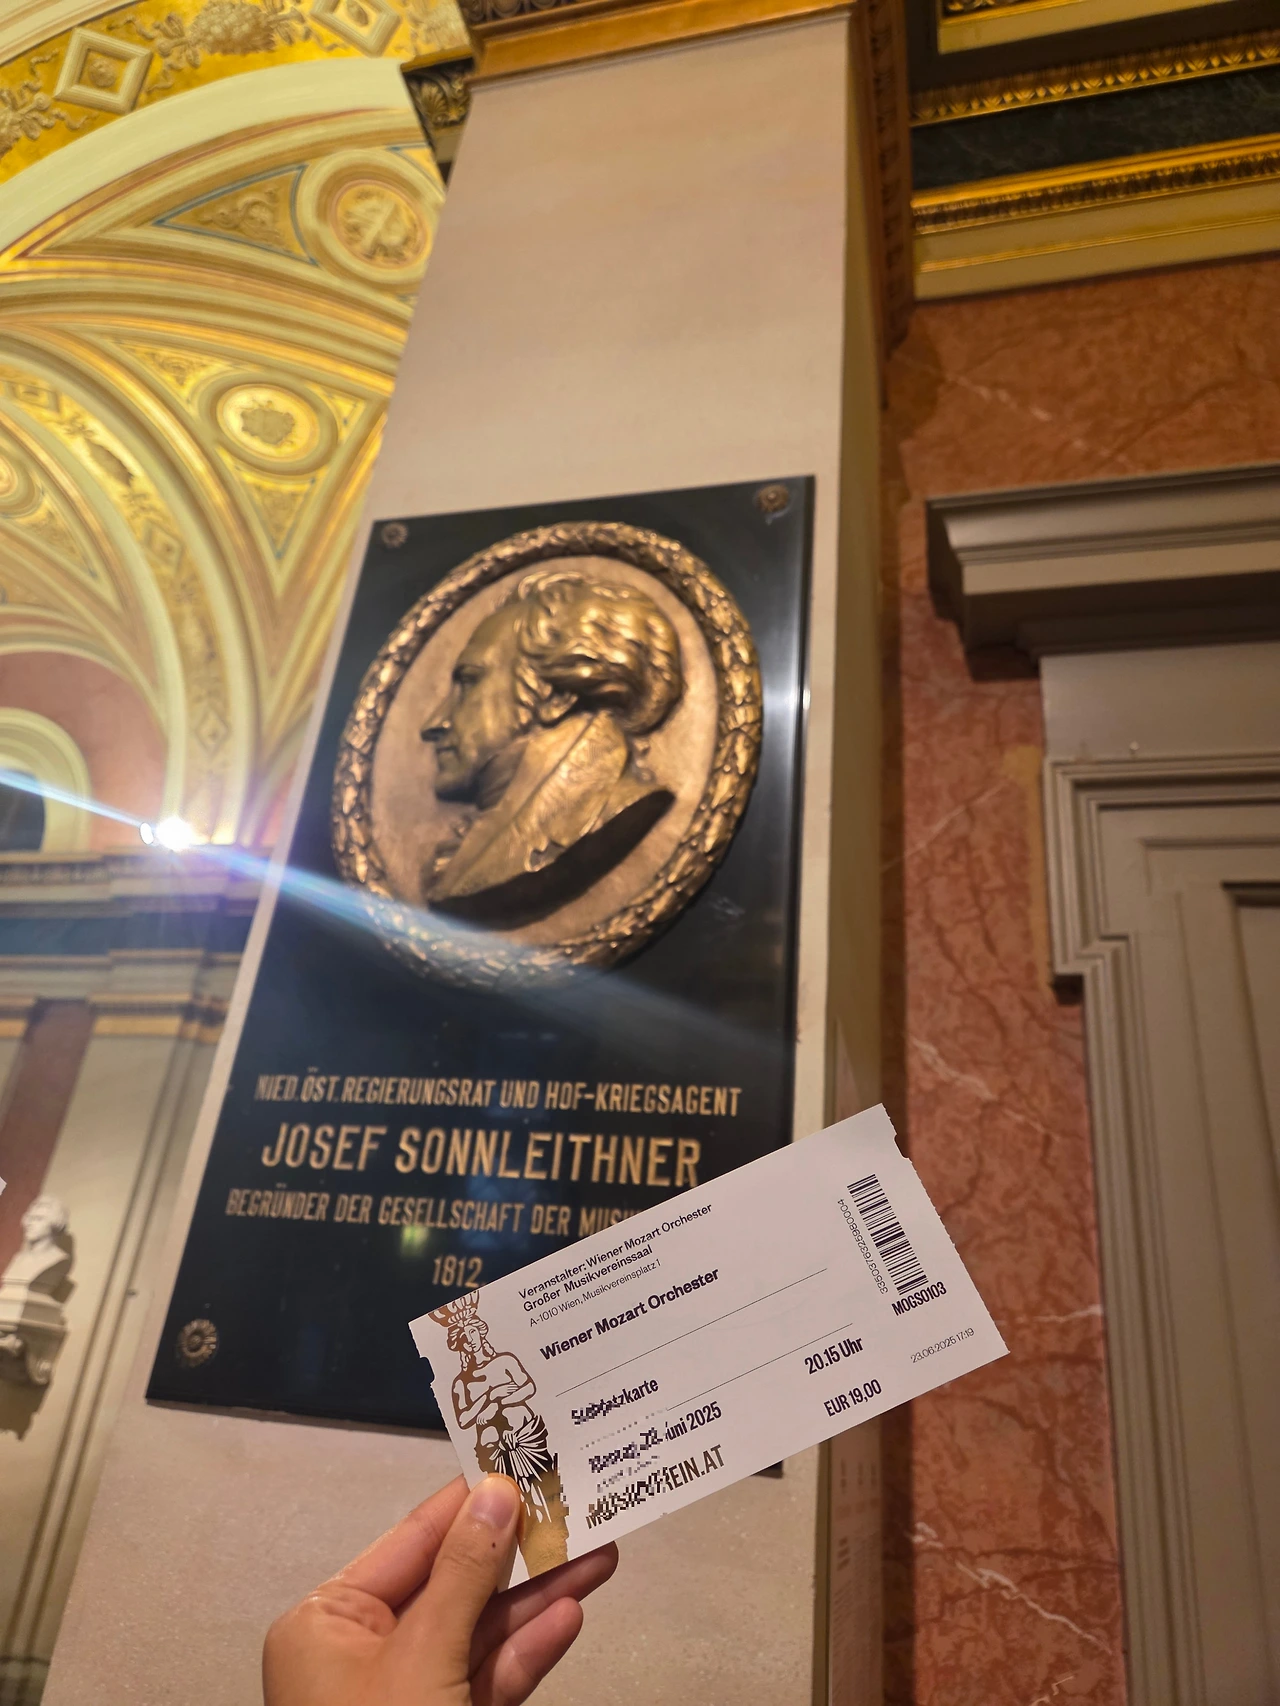 NIED. ÖST. REGIERUNGSRAT UND HOF-KRIEGSAGENT
JOSEF SONNLEITHNER
BEGRÜNDER DER GESELLSCHAFT DER
1812.
Veranstalter: Wiener Mozart Orchester
Großer Musikvereinssaal
A-1010 Wien, Musikvereinsplatz 1
Wiener Mozart Orchester
20.15 Uhr
2025
EUR 19,00
MUSIKVEREIN.AT
MOGS0103
23.06.2025 17:19